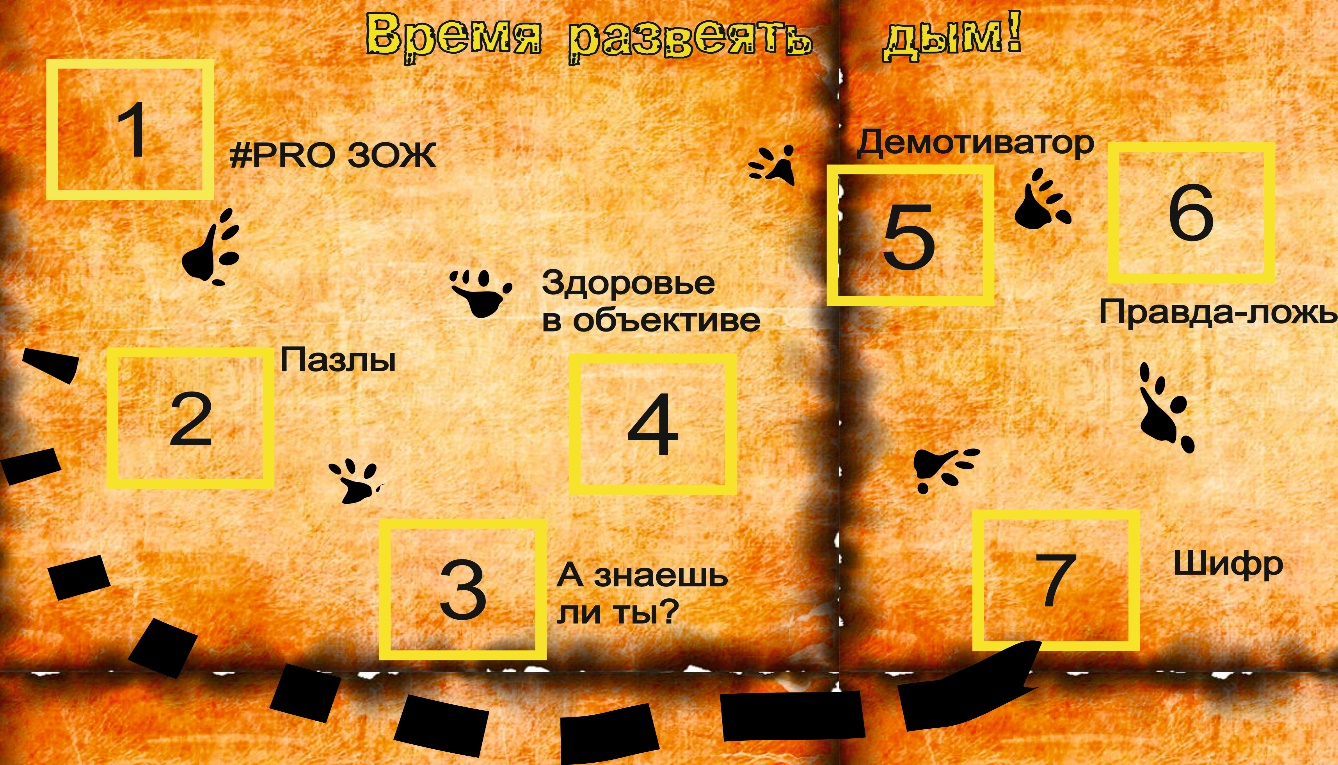 Время развеять дым!
1
#PRO ЗОЖ
2
Пазлы
3
А знаешь
ли ты?
Здоровье
в объективе
4
Демотиватор
5
6
Правда-ложь
7
Шифр